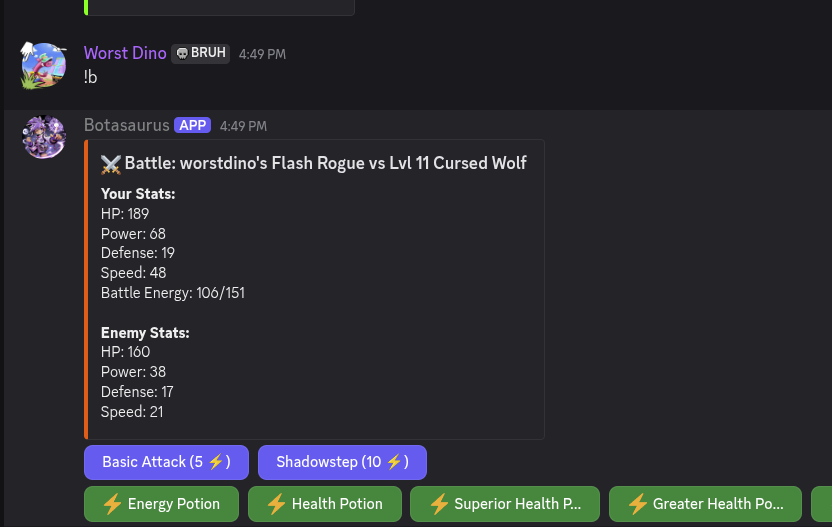 Worst Dino BRUH 4:49 PM
!b
Botasaurus APP 4:49 PM
Battle: worstdino's Flash Rogue vs Lvl 11 Cursed Wolf
Your Stats:
HP: 189
Power: 68
Defense: 19
Speed: 48
Battle Energy: 106/151
Enemy Stats:
HP: 160
Power: 38
Defense: 17
Speed: 21
Basic Attack (5 ⚡) Shadowstep (10 ⚡)
⚡ Energy Potion ⚡ Health Potion ⚡ Superior Health P... ⚡ Greater Health Po...